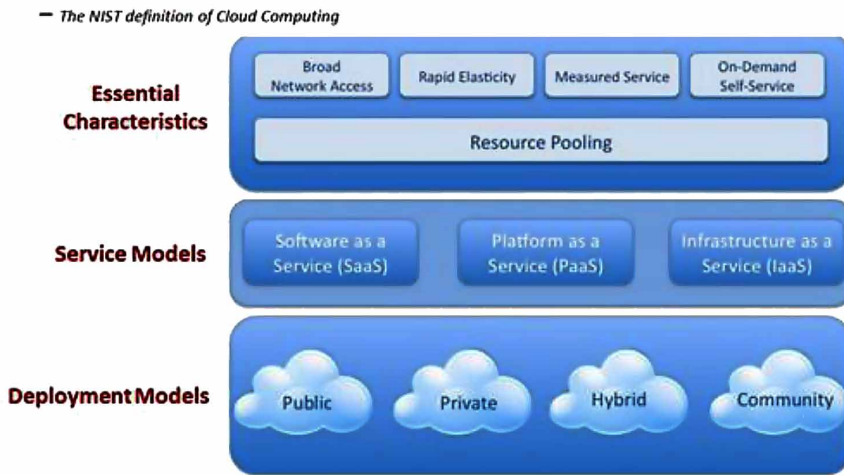 – The NIST definition of Cloud Computing
Essential
Characteristics
Broad
Network Access
Rapid Elasticity
Measured Service
On-Demand
Self-Service
Resource Pooling
Service Models
Software as a
Service (SaaS)
Platform as a
Service (PaaS)
Infrastructure as a
Service (IaaS)
Deployment Models
Public
Private
Hybrid
Community